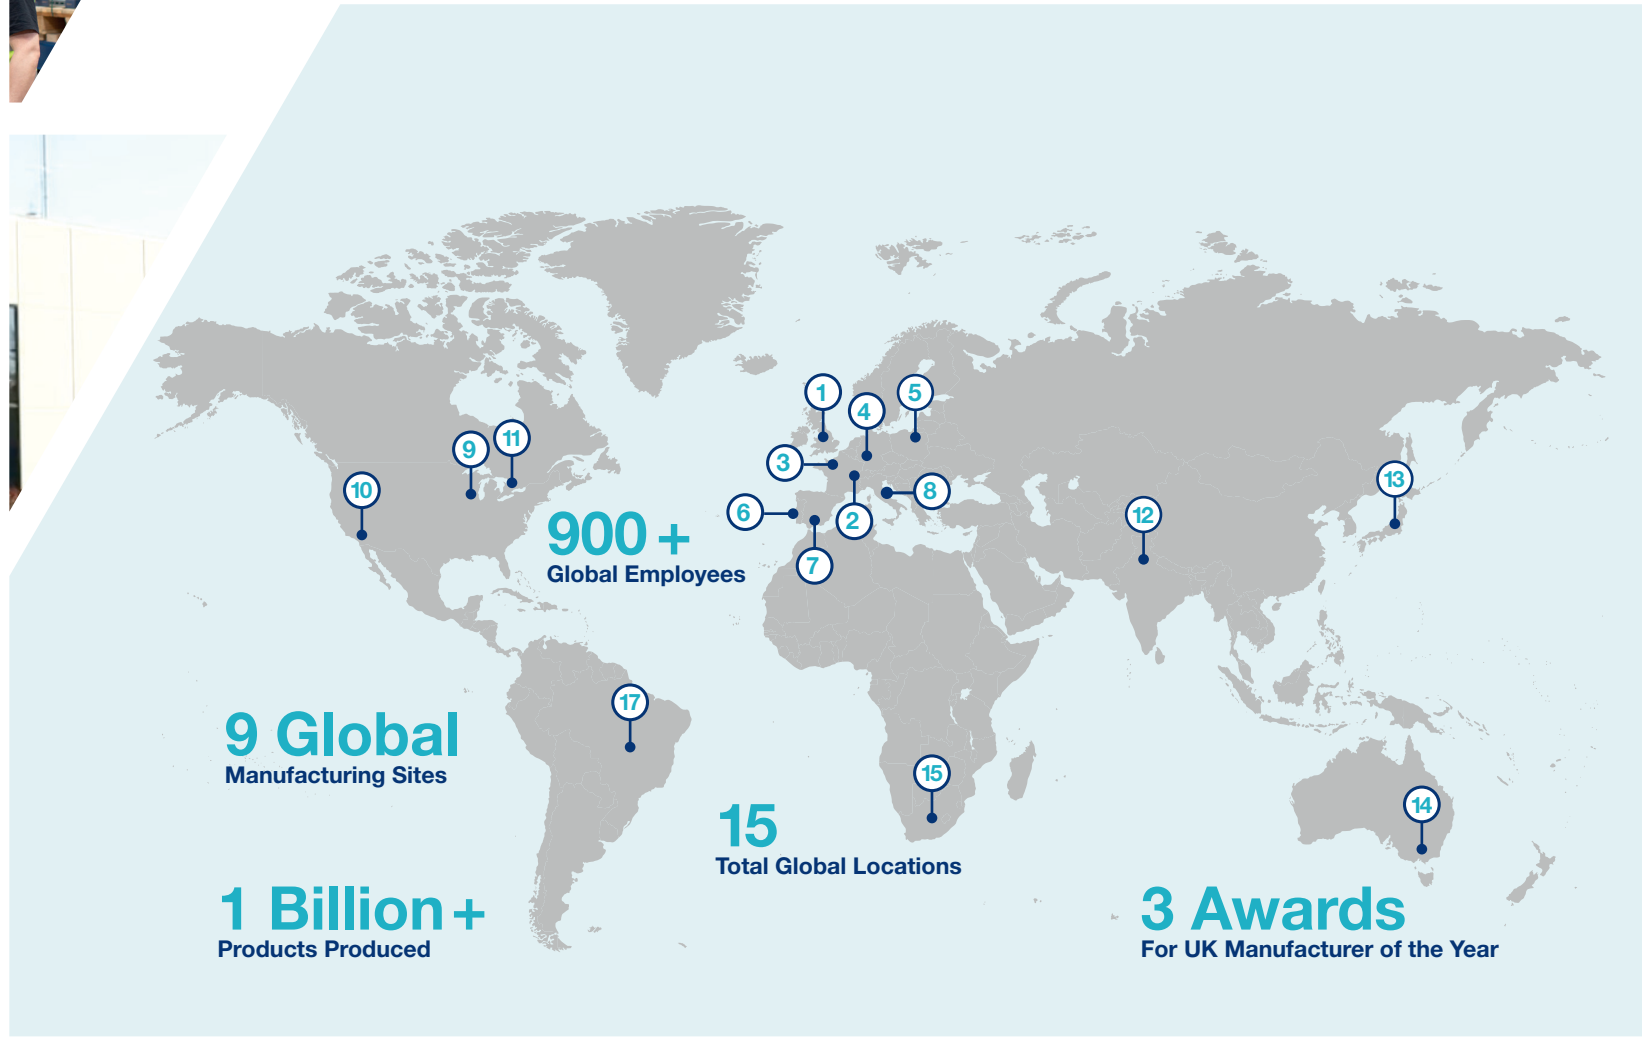 1
5
4
11
9
3
13
10
8
6
2
12
900 +
Global Employees
7
17
9 Global
Manufacturing Sites
15
14
15
Total Global Locations
1 Billion +
Products Produced
3 Awards
For UK Manufacturer of the Year